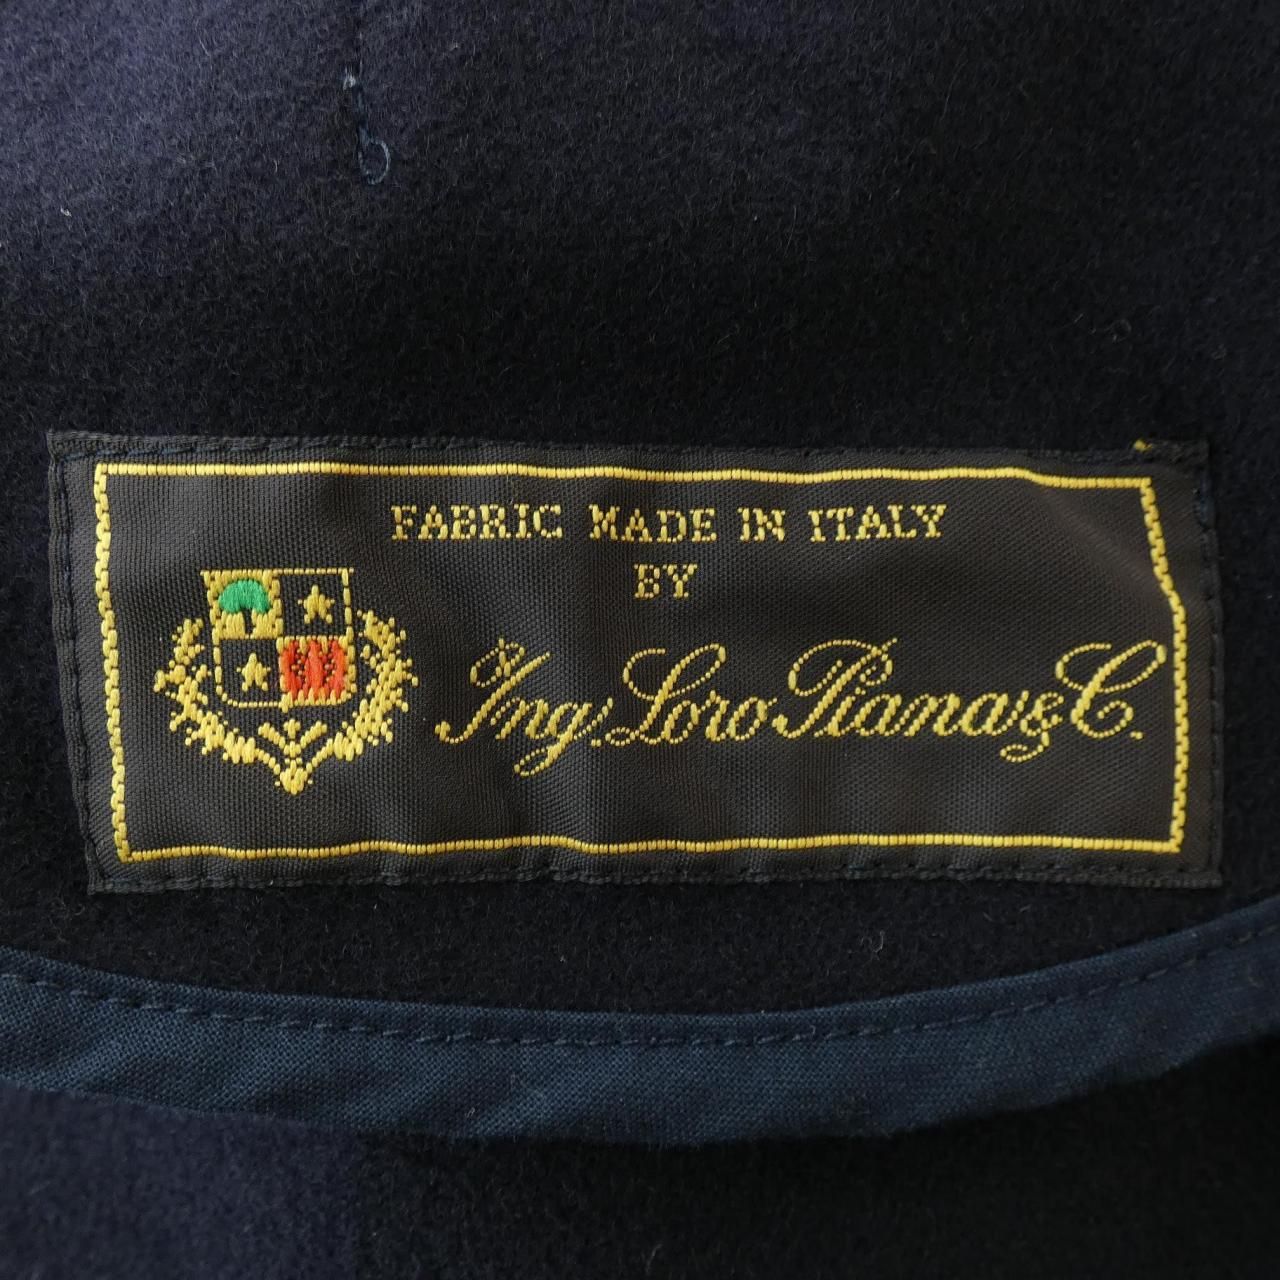 FABRIC MADE IN ITALY
BY
Ing. Loro Piana & C.